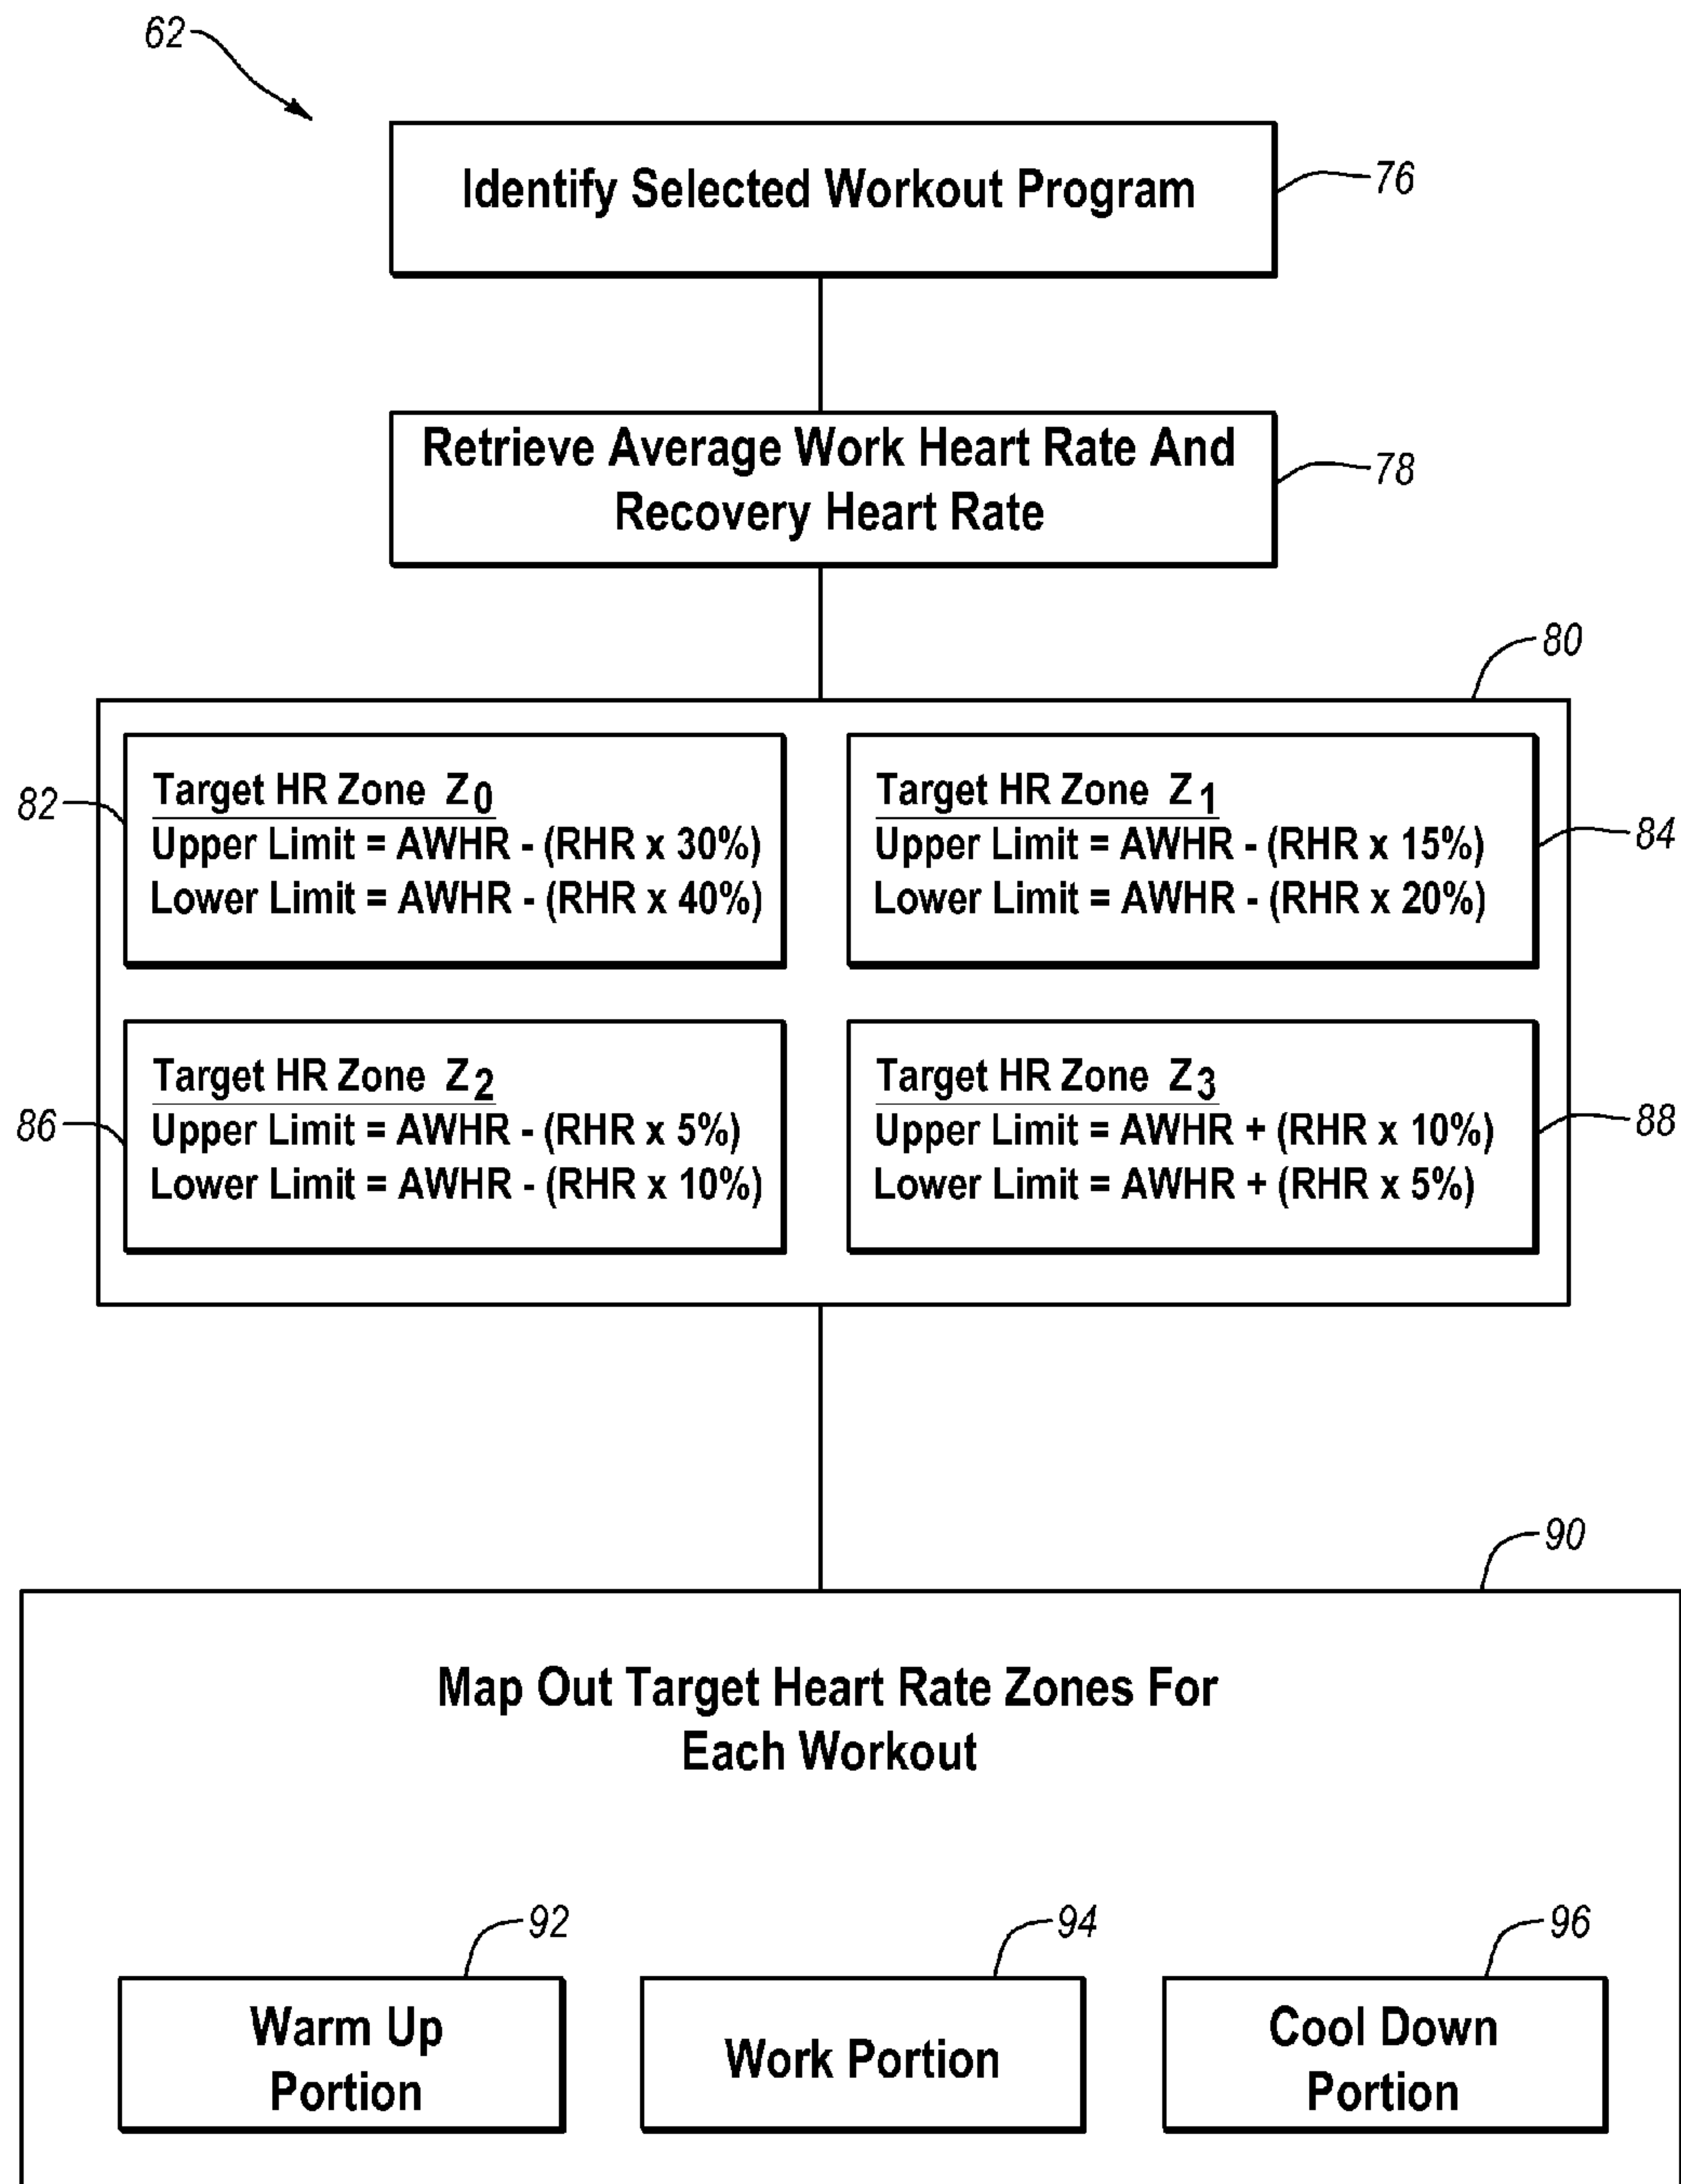 62
Identify Selected Workout Program
76
Retrieve Average Work Heart Rate And
Recovery Heart Rate
78
80
82
Target HR Zone Z0
Upper Limit = AWHR - (RHR x 30%)
Lower Limit = AWHR - (RHR x 40%)
Target HR Zone Z1
Upper Limit = AWHR - (RHR x 15%)
Lower Limit = AWHR - (RHR x 20%)
84
86
Target HR Zone Z2
Upper Limit = AWHR - (RHR x 5%)
Lower Limit = AWHR - (RHR x 10%)
Target HR Zone Z3
Upper Limit = AWHR + (RHR x 10%)
Lower Limit = AWHR + (RHR x 5%)
88
90
Map Out Target Heart Rate Zones For
Each Workout
92
Warm Up
Portion
94
Work Portion
96
Cool Down
Portion